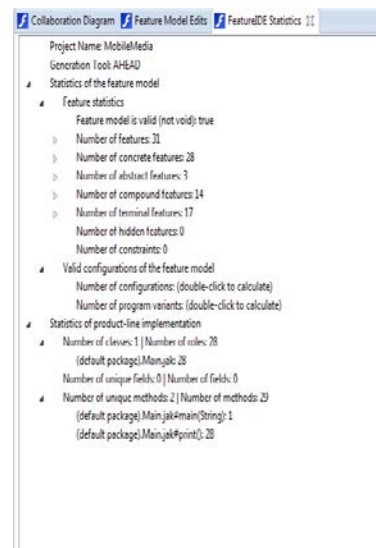 Collaboration Diagram Feature Model Edits FeatureIDE Statistics
Project Name: MobileMedia
Generation Tool: AHEAD
Statistics of the feature model
Feature statistics
Feature model is valid (not void): true
Number of features: 31
Number of concrete features: 28
Number of abstract features: 3
Number of compound features: 14
Number of terminal features: 17
Number of hidden features: 0
Number of constraints: 0
Valid configurations of the feature model
Number of configurations: (double-click to calculate)
Number of program variants: (double-click to calculate)
Statistics of product-line implementation
Number of classes: 1 | Number of roles: 28
(default package).Main.jak: 28
Number of unique fields: 0 | Number of fields: 0
Number of unique methods: 2 | Number of methods: 29
(default package).Main.jak#main(String): 1
(default package).Main.jak#print(): 28